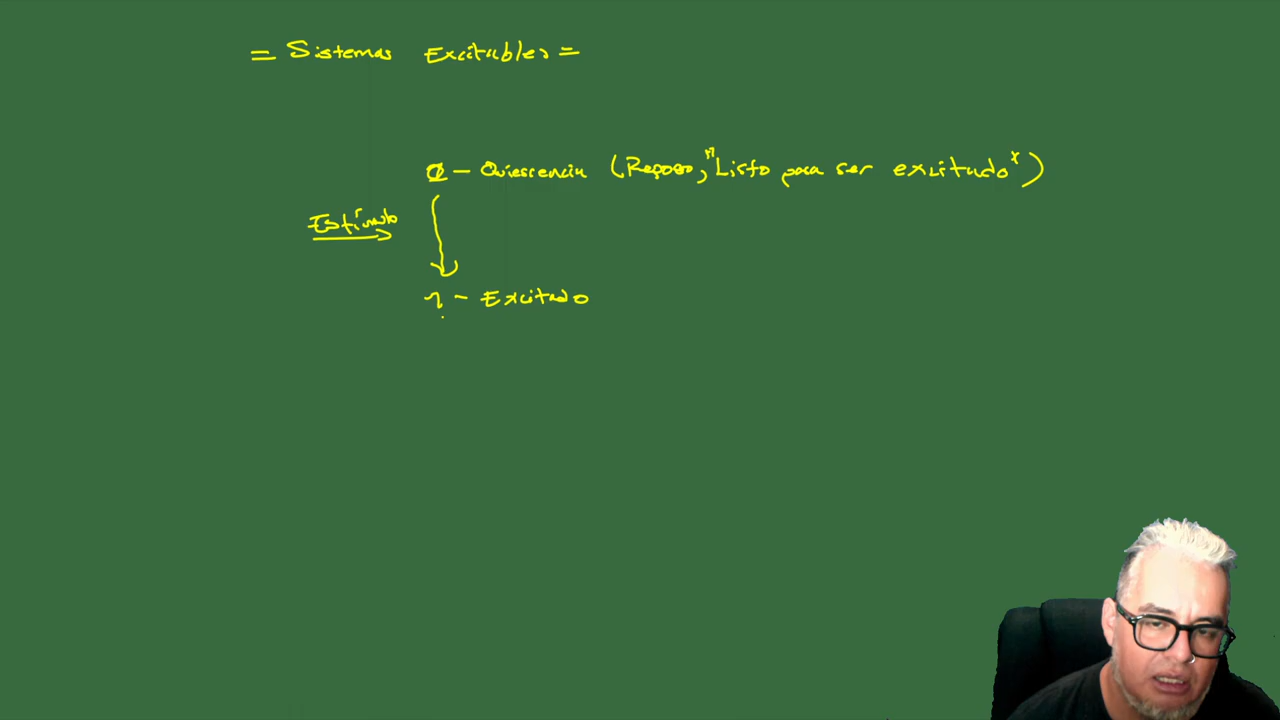 = Sistemas Excitables =
0 - Quiescencia (Reposo, "Listo para ser excitado")
Estímulo
1 - Excitado